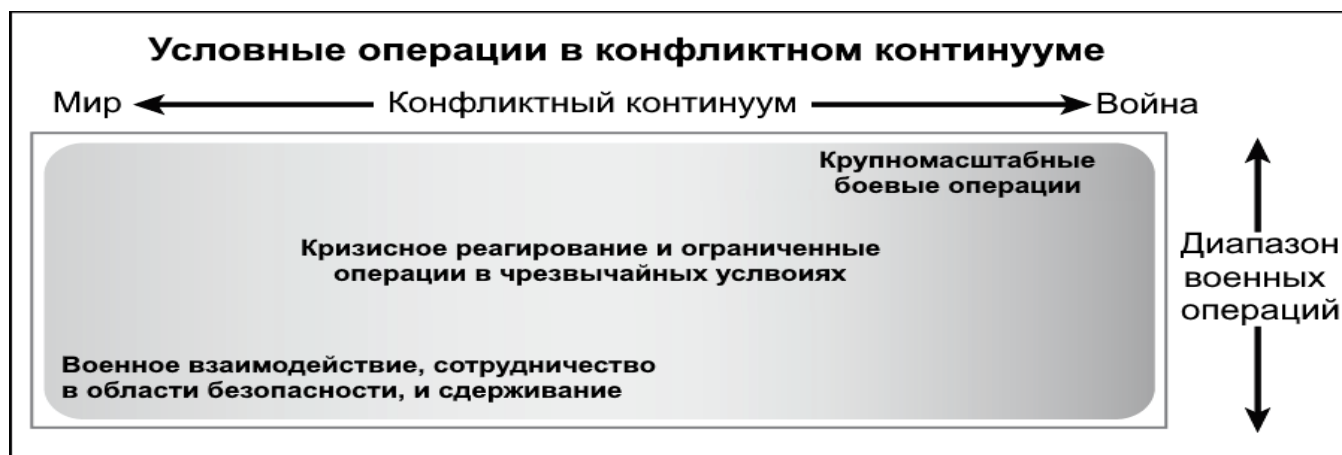 Условные операции в конфликтном континууме
Мир Конфликтный континуум Война
Крупномасштабные
боевые операции
Кризисное реагирование и ограниченные
операции в чрезвычайных услвоиях
Военное взаимодействие, сотрудничество
в области безопасности, и сдерживание
Диапазон
военных
операций